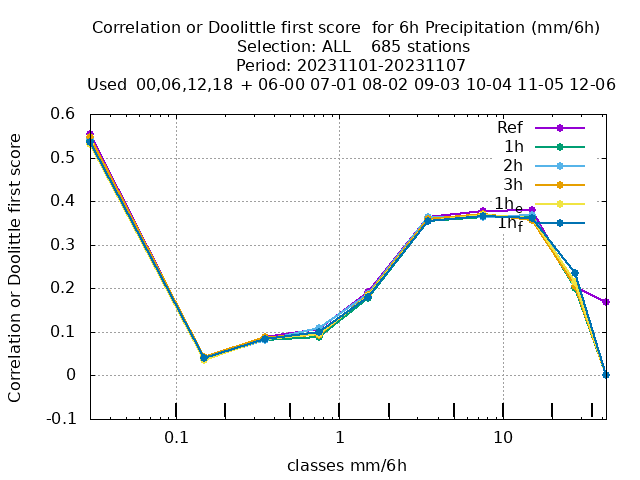 Correlation or Doolittle first score  for 6h Precipitation (mm/6h)
Selection: ALL    685 stations
Period: 20231101-20231107
Used  00,06,12,18  + 06-00 07-01 08-02 09-03 10-04 11-05 12-06
0.6
0.5
0.4
0.3
0.2
0.1
0
-0.1
Correlation or Doolittle first score
Ref
1h
2h
3h
1he
1hf
0.1
1
10
classes mm/6h